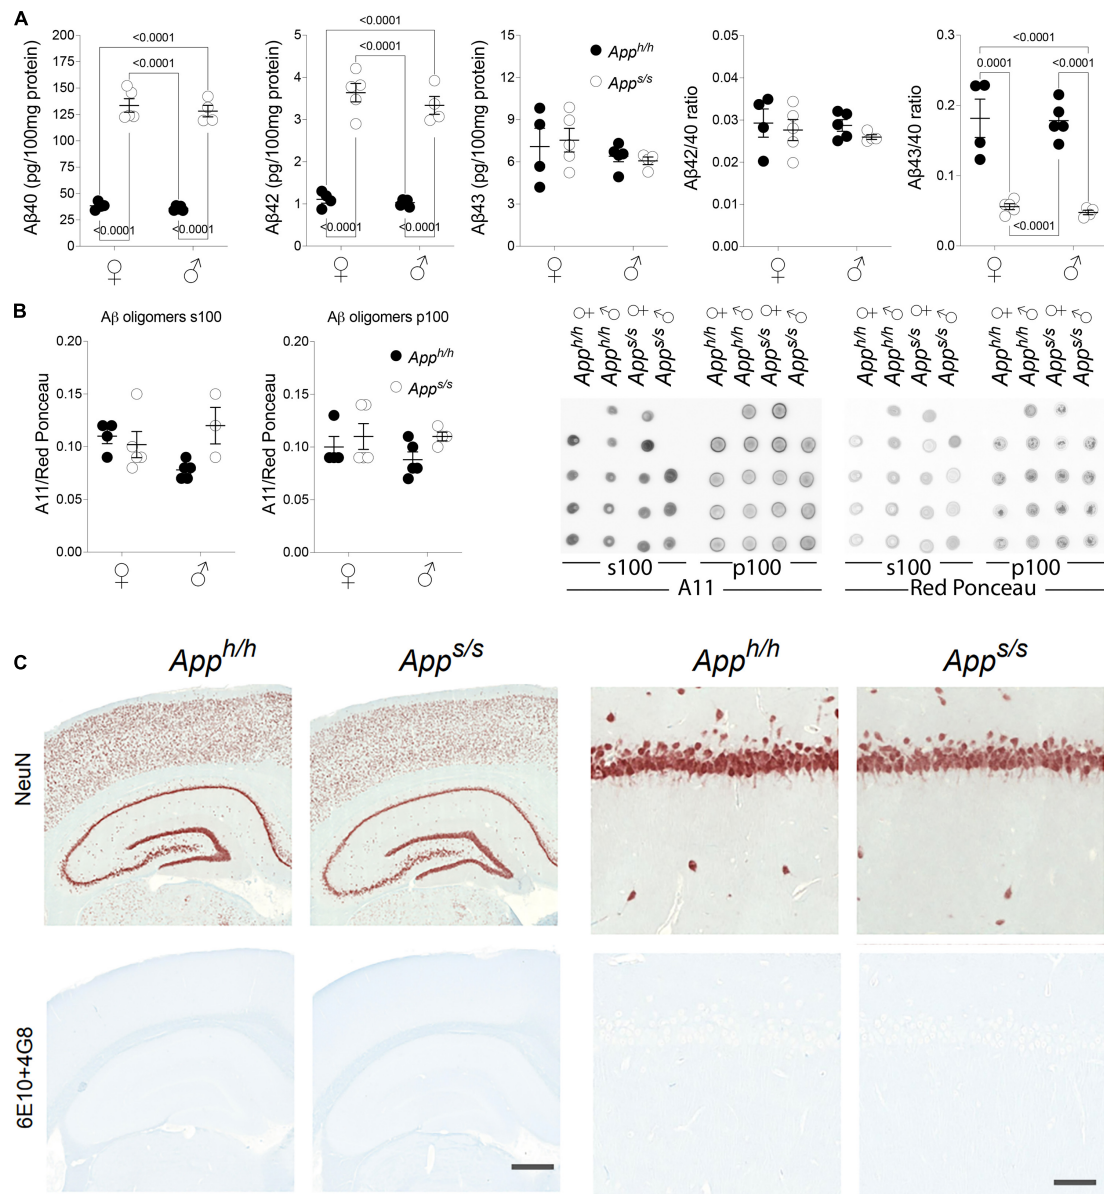 A
Aβ40 (pg/100mg protein)
200
175
150
125
100
75
50
25
0
<0.0001
<0.0001
<0.0001
<0.0001
♀
♂
Aβ42 (pg/100mg protein)
5
4
3
2
1
0
<0.0001
<0.0001
<0.0001
<0.0001
♀
♂
Aβ43 (pg/100mg protein)
15
12
9
6
3
0
App^h/h
App^s/s
♀
♂
Aβ42/40 ratio
0.05
0.04
0.03
0.02
0.01
0.00
♀
♂
Aβ43/40 ratio
0.3
0.2
0.1
0.0
<0.0001
0.0001
<0.0001
<0.0001
♀
♂
B
Aβ oligomers s100
A11/Red Ponceau
0.20
0.15
0.10
0.05
0.00
♀
♂
Aβ oligomers p100
A11/Red Ponceau
0.20
0.15
0.10
0.05
0.00
App^h/h
App^s/s
♀
♂
App^h/h ♀
App^h/h ♂
App^s/s ♀
App^s/s ♂
App^h/h ♀
App^h/h ♂
App^s/s ♀
App^s/s ♂
App^h/h ♀
App^h/h ♂
App^s/s ♀
App^s/s ♂
App^h/h ♀
App^h/h ♂
App^s/s ♀
App^s/s ♂
s100 p100
A11
s100 p100
Red Ponceau
C
App^h/h App^s/s App^h/h App^s/s
NeuN
6E10+4G8